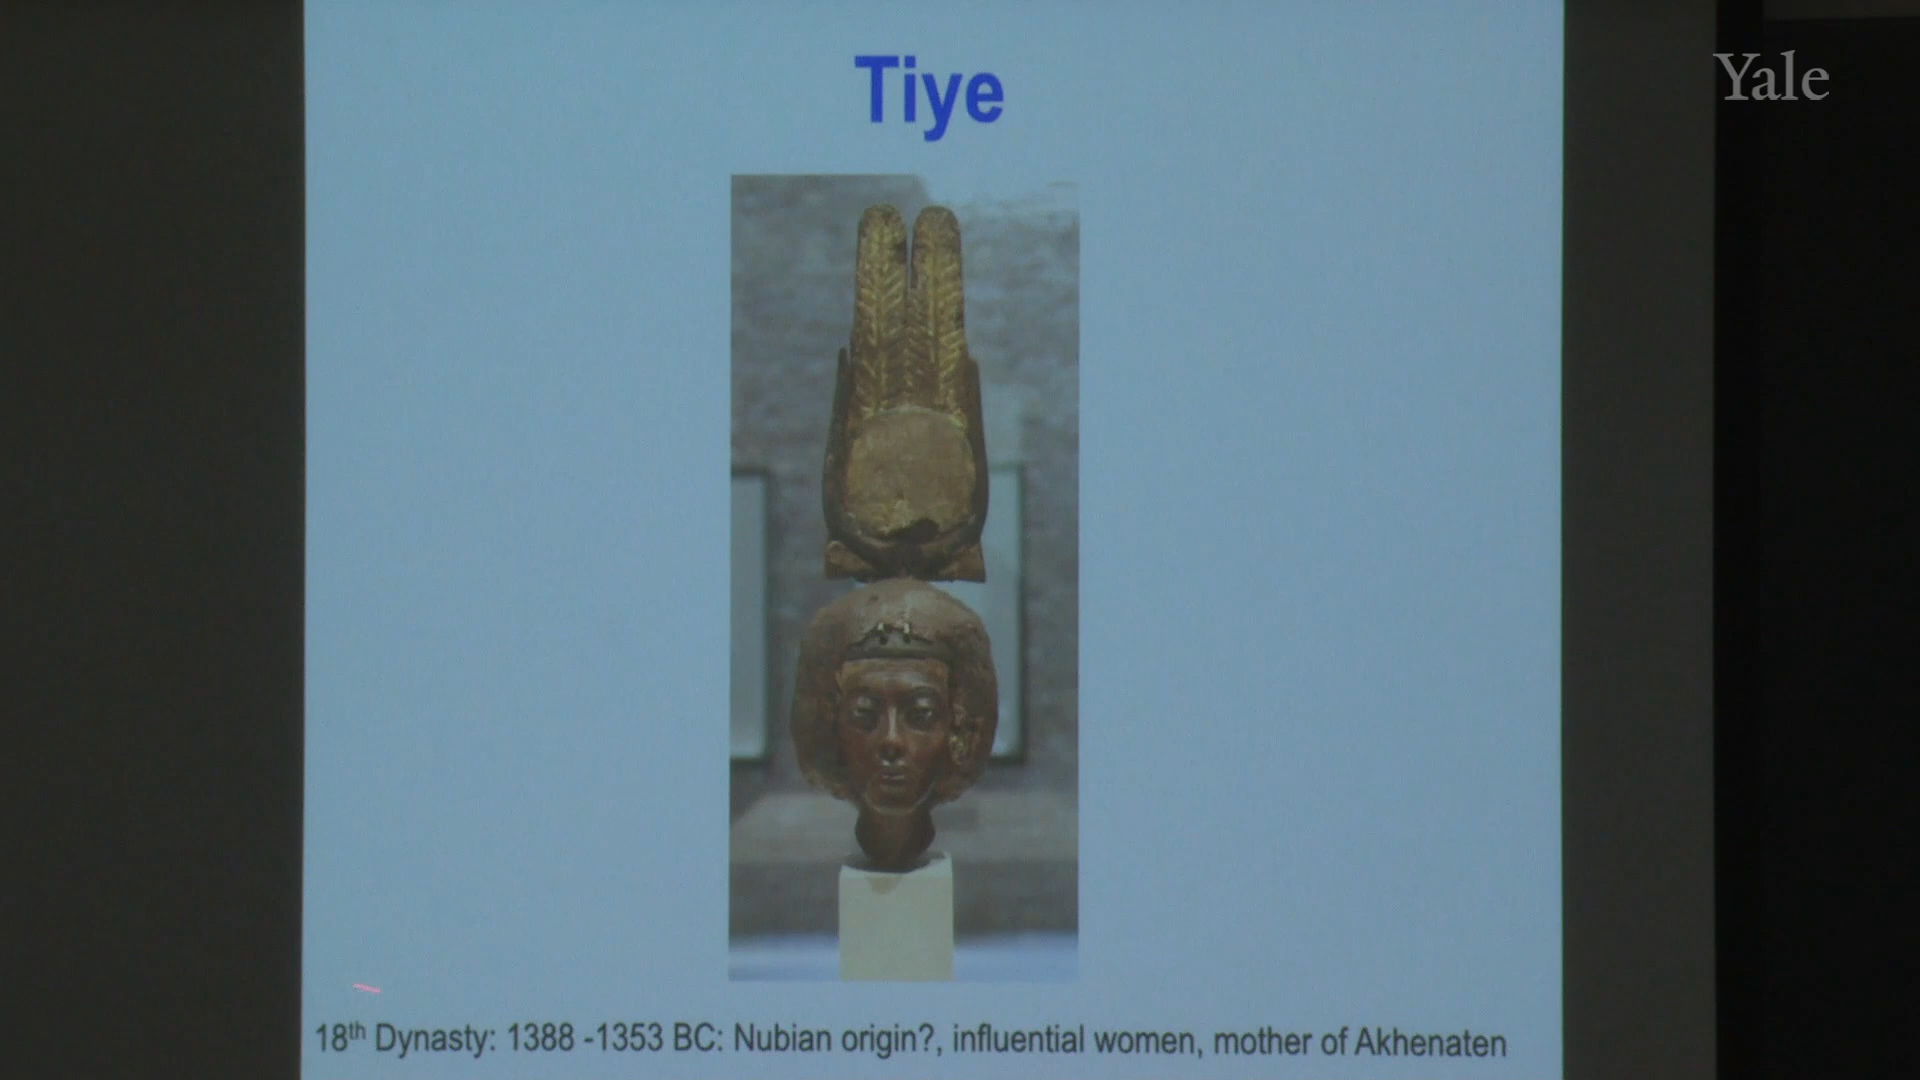 Yale
Tiye
18th Dynasty: 1388 -1353 BC: Nubian origin?, influential women, mother of Akhenaten